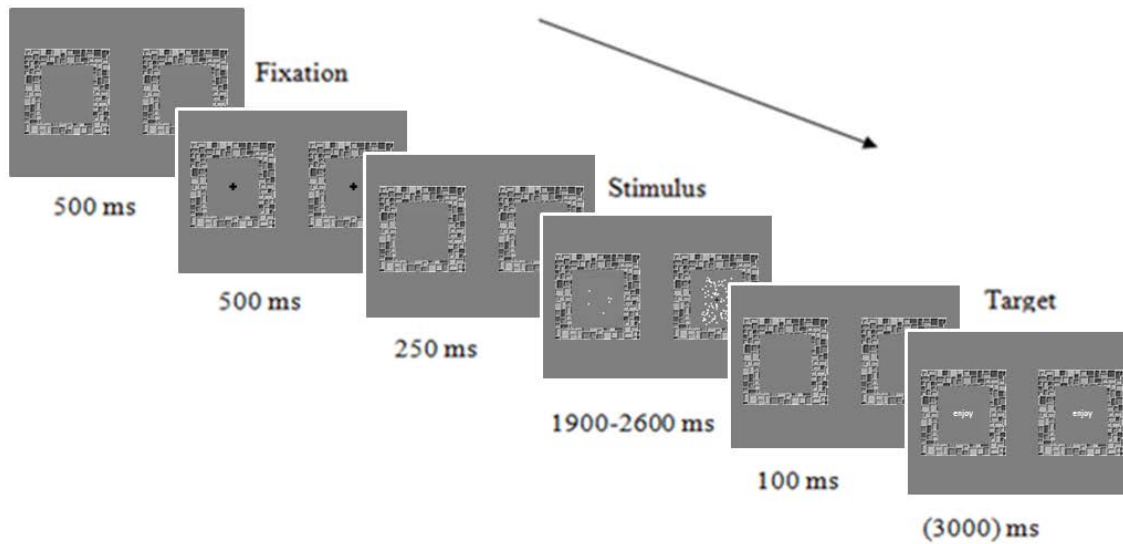 Fixation
500 ms
Stimulus
500 ms
Target
250 ms
1900-2600 ms
enjoy enjoy
100 ms
(3000) ms